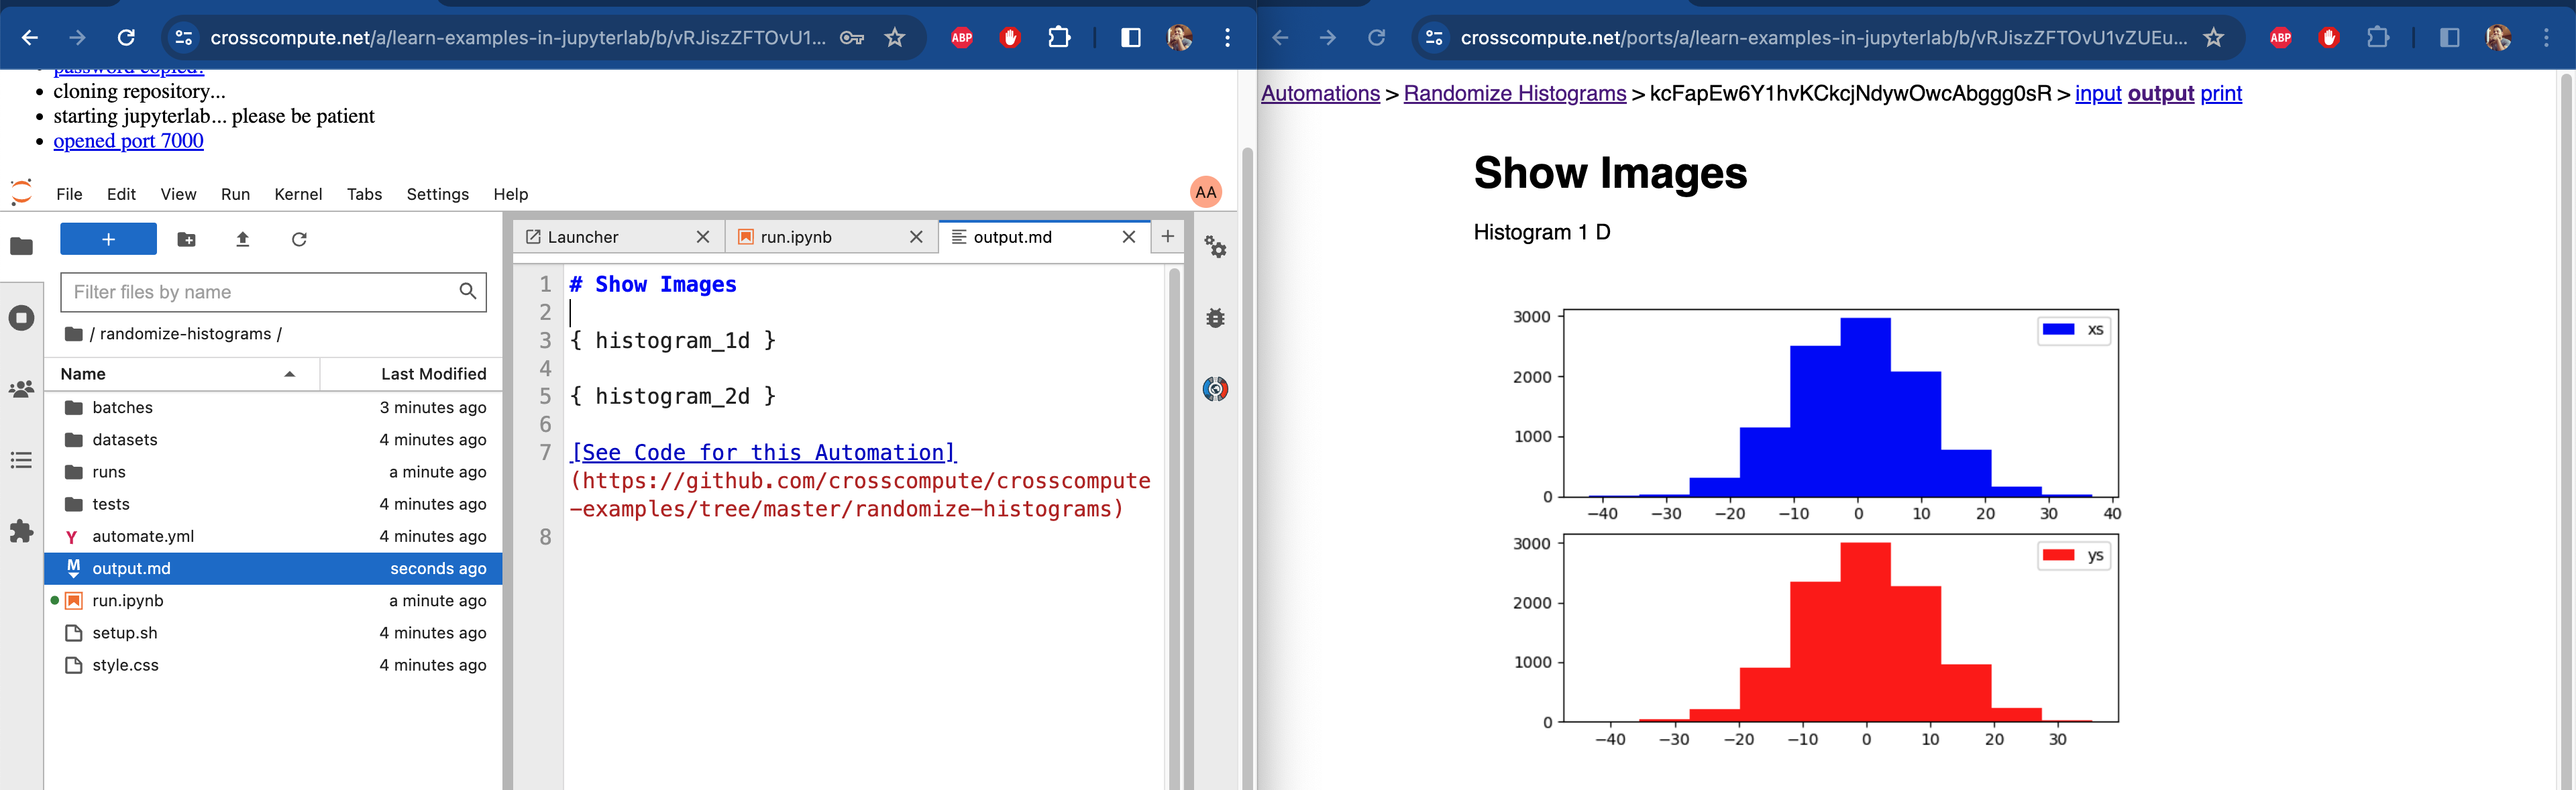 crosscompute.net/a/learn-examples-in-jupyterlab/b/vRJiszZFTOvU1...
ABP
password copied!
cloning repository...
starting jupyterlab... please be patient
opened port 7000
File Edit View Run Kernel Tabs Settings Help
AA
+
Launcher
run.ipynb
output.md
+
Filter files by name
/ randomize-histograms /
Name Last Modified
batches 3 minutes ago
datasets 4 minutes ago
runs a minute ago
tests 4 minutes ago
Y automate.yml 4 minutes ago
M output.md seconds ago
run.ipynb a minute ago
setup.sh 4 minutes ago
style.css 4 minutes ago
1 # Show Images
2
3 { histogram_1d }
4
5 { histogram_2d }
6
7 [See Code for this Automation]
(https://github.com/crosscompute/crosscompute
-examples/tree/master/randomize-histograms)
8
crosscompute.net/ports/a/learn-examples-in-jupyterlab/b/vRJiszZFTOvU1vZUEu...
ABP
Automations > Randomize Histograms > kcFapEw6Y1hvKCkcjNdywOwcAbggg0sR > input output print
Show Images
Histogram 1 D
3000
2000
1000
0
xs
−40 −30 −20 −10 0 10 20 30 40
3000
2000
1000
0
ys
−40 −30 −20 −10 0 10 20 30